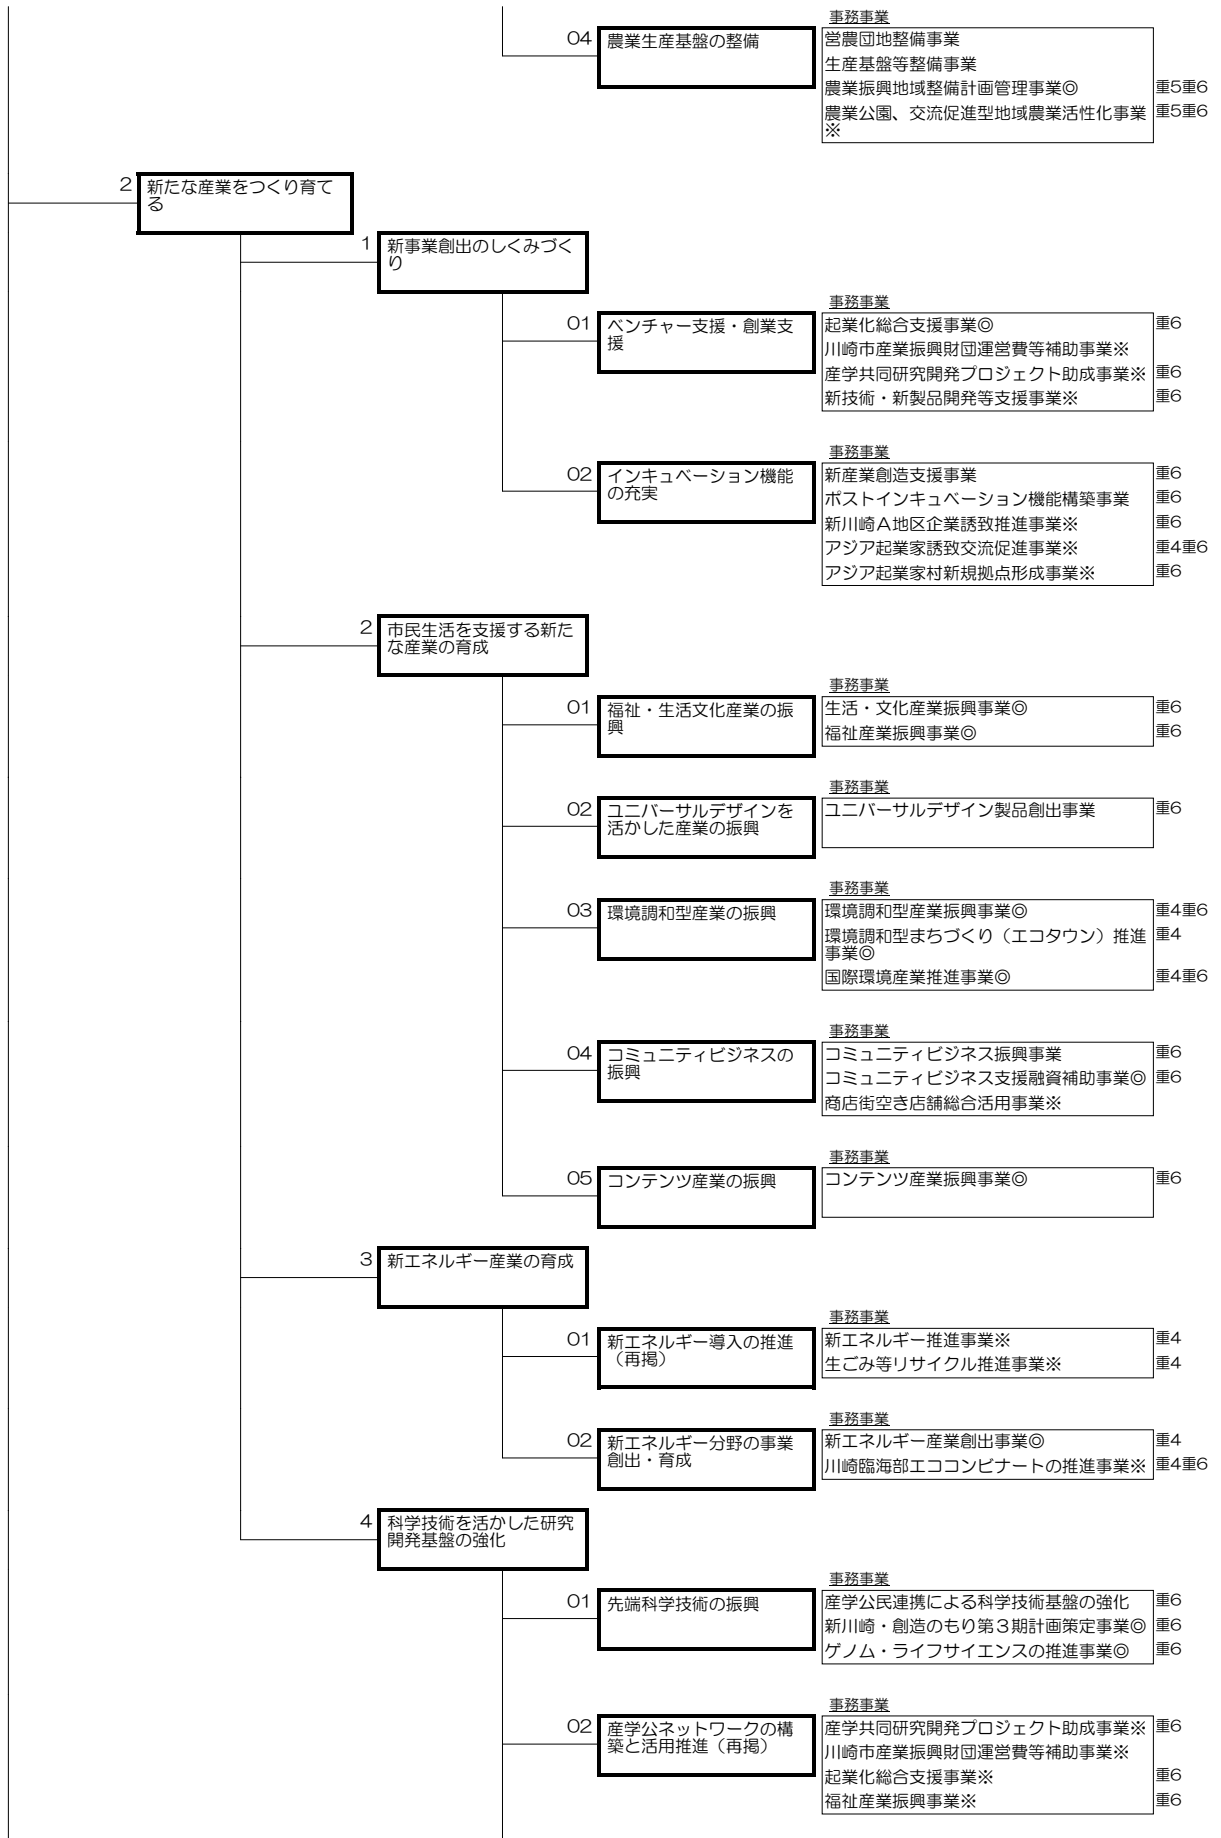 事務事業
04 農業生産基盤の整備
営農団地整備事業
生産基盤等整備事業
農業振興地域整備計画管理事業◎ 重5重6
農業公園、交流促進型地域農業活性化事業 重5重6
※
2 新たな産業をつくり育て
る
1 新事業創出のしくみづく
り
事務事業
01 ベンチャー支援・創業支
援
起業化総合支援事業◎ 重6
川崎市産業振興財団運営費等補助事業※
産学共同研究開発プロジェクト助成事業※ 重6
新技術・新製品開発等支援事業※ 重6
事務事業
02 インキュベーション機能
の充実
新産業創造支援事業 重6
ポストインキュベーション機能構築事業 重6
新川崎A地区企業誘致推進事業※ 重6
アジア起業家誘致交流促進事業※ 重4重6
アジア起業家村新規拠点形成事業※ 重6
2 市民生活を支援する新た
な産業の育成
事務事業
01 福祉・生活文化産業の振
興
生活・文化産業振興事業◎ 重6
福祉産業振興事業◎ 重6
事務事業
02 ユニバーサルデザインを
活かした産業の振興
ユニバーサルデザイン製品創出事業 重6
事務事業
03 環境調和型産業の振興
環境調和型産業振興事業◎ 重4重6
環境調和型まちづくり(エコタウン)推進 重4
事業◎
国際環境産業推進事業◎ 重4重6
事務事業
04 コミュニティビジネスの
振興
コミュニティビジネス振興事業 重6
コミュニティビジネス支援融資補助事業◎ 重6
商店街空き店舗総合活用事業※
事務事業
05 コンテンツ産業の振興
コンテンツ産業振興事業◎ 重6
3 新エネルギー産業の育成
事務事業
01 新エネルギー導入の推進
(再掲)
新エネルギー推進事業※ 重4
生ごみ等リサイクル推進事業※ 重4
事務事業
02 新エネルギー分野の事業
創出・育成
新エネルギー産業創出事業◎ 重4
川崎臨海部エココンビナートの推進事業※ 重4重6
4 科学技術を活かした研究
開発基盤の強化
事務事業
01 先端科学技術の振興
産学公民連携による科学技術基盤の強化 重6
新川崎・創造のもり第3期計画策定事業◎ 重6
ゲノム・ライフサイエンスの推進事業◎ 重6
事務事業
02 産学公ネットワークの構
築と活用推進(再掲)
産学共同研究開発プロジェクト助成事業※ 重6
川崎市産業振興財団運営費等補助事業※
起業化総合支援事業※ 重6
福祉産業振興事業※ 重6